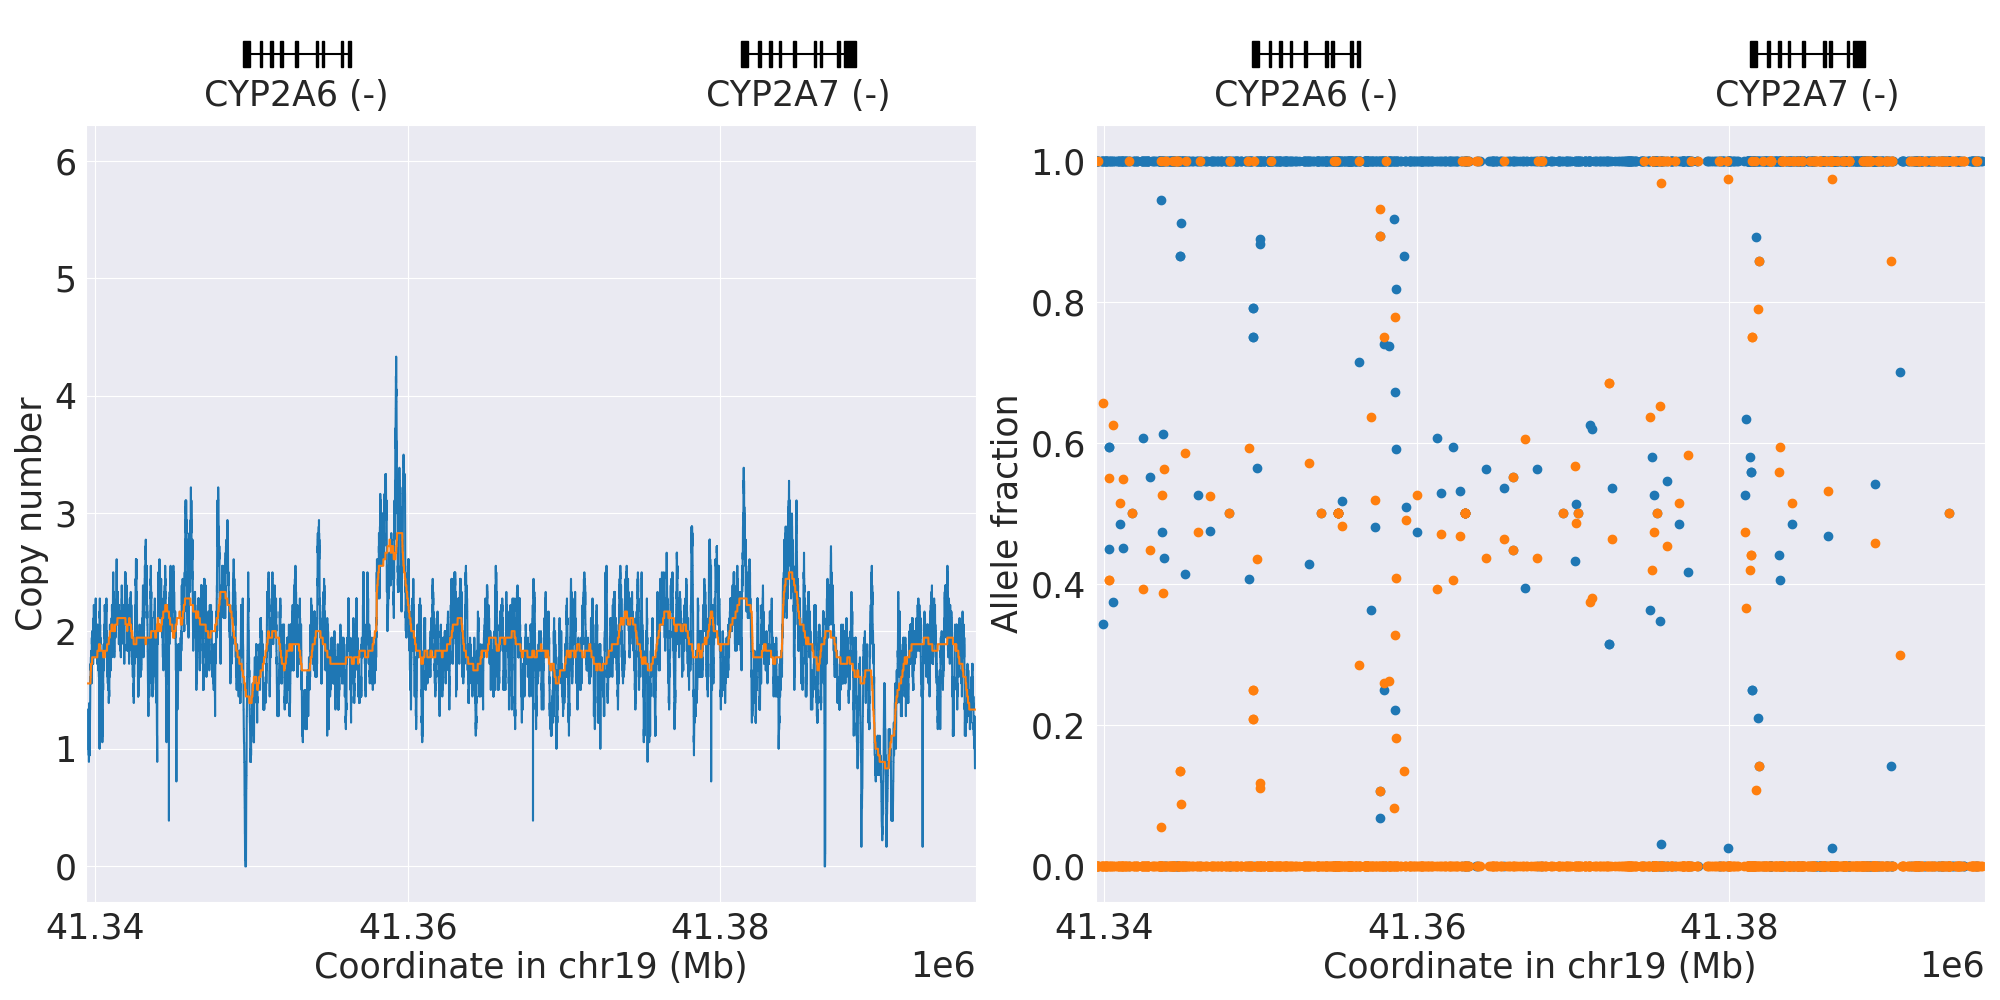 CYP2A6 (-) CYP2A7 (-)
6
5
4
3
2
1
0
Copy number
41.34 41.36 41.38
Coordinate in chr19 (Mb) 1e6
CYP2A6 (-) CYP2A7 (-)
1.0
0.8
0.6
0.4
0.2
0.0
Allele fraction
41.34 41.36 41.38
Coordinate in chr19 (Mb) 1e6